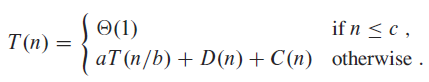 T(n) = { Θ(1) if n ≤ c ,
aT(n/b) + D(n) + C(n) otherwise .